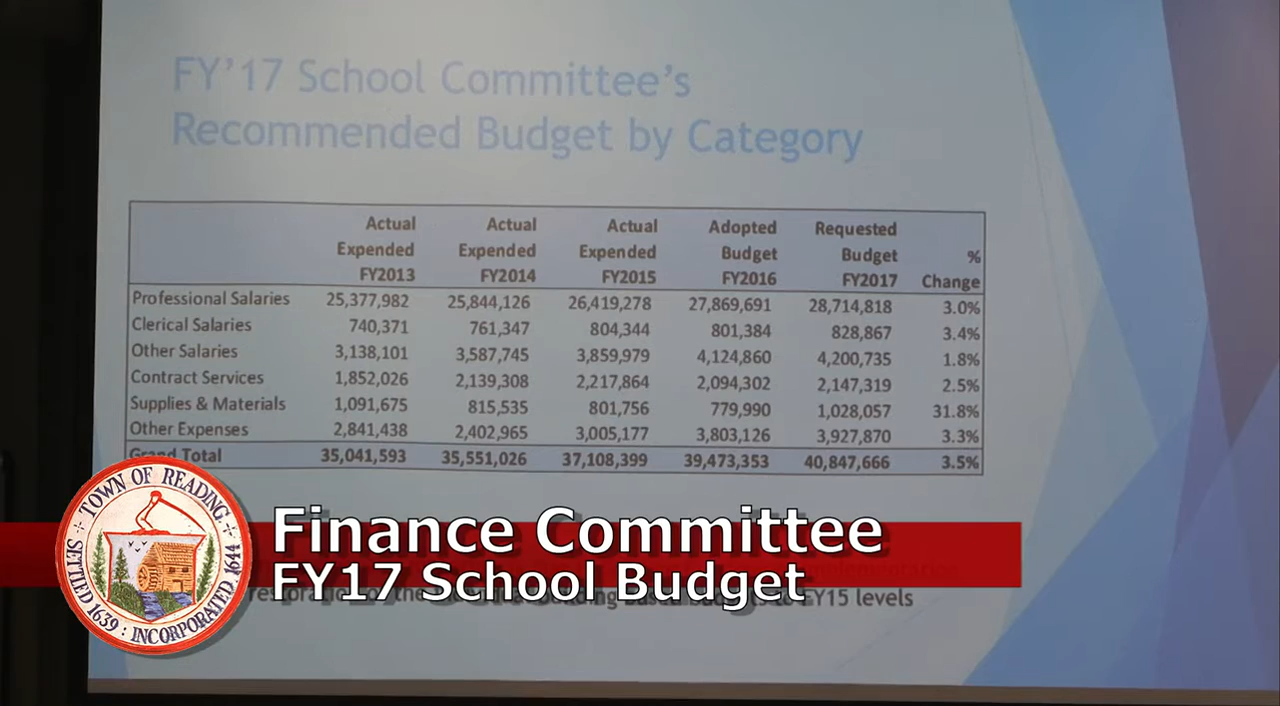 FY'17 School Committee's
Recommended Budget by Category
Actual Actual Actual Adopted Requested
Expended Expended Expended Budget Budget %
FY2013 FY2014 FY2015 FY2016 FY2017 Change
Professional Salaries 25,377,982 25,844,126 26,419,278 27,869,691 28,714,818 3.0%
Clerical Salaries 740,371 761,347 804,344 801,384 828,867 3.4%
Other Salaries 3,138,101 3,587,745 3,859,979 4,124,860 4,200,735 1.8%
Contract Services 1,852,026 2,139,308 2,217,864 2,094,302 2,147,319 2.5%
Supplies & Materials 1,091,675 815,535 801,756 779,990 1,028,057 31.8%
Other Expenses 2,841,438 2,402,965 3,005,177 3,803,126 3,927,870 3.3%
Grand Total 35,041,593 35,551,026 37,108,399 39,473,353 40,847,666 3.5%
TOWN OF READING
SETTLED 1639 : INCORPORATED 1644
Finance Committee
FY17 School Budget
to FY15 levels